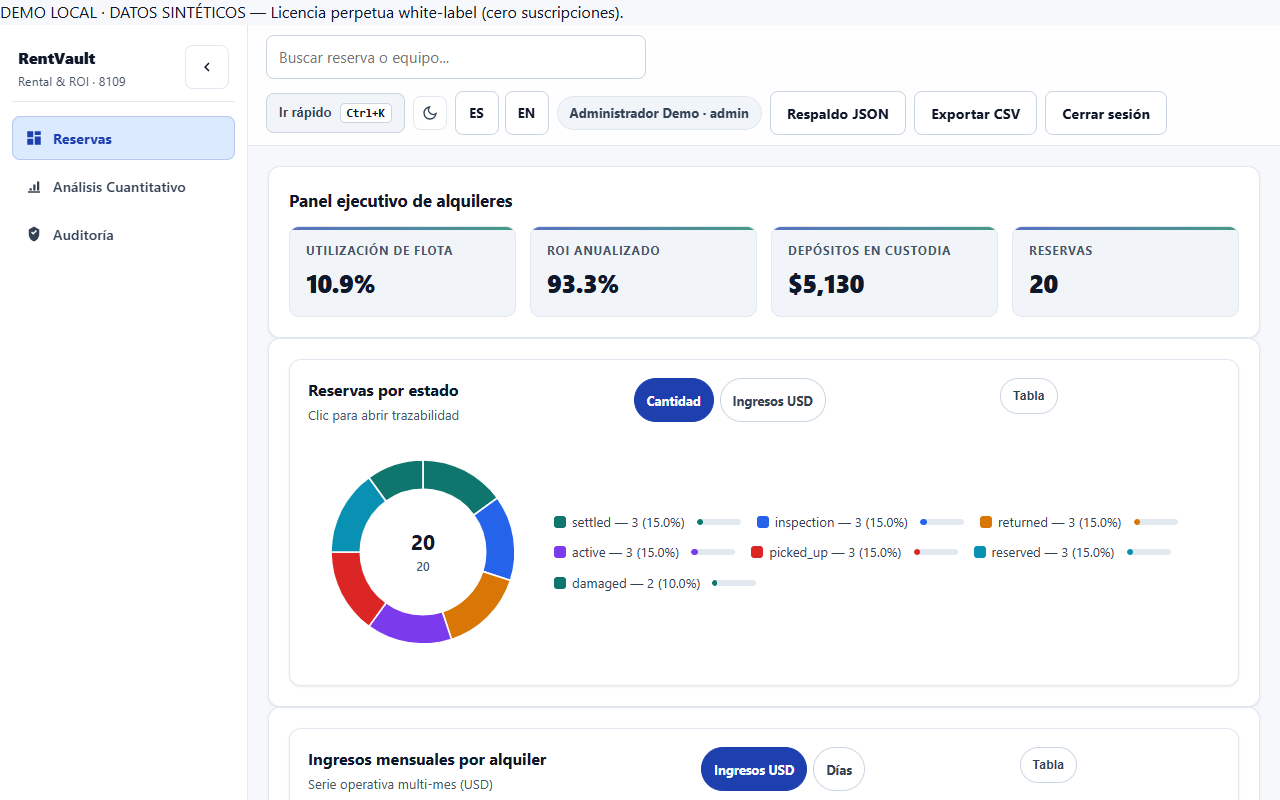 DEMO LOCAL · DATOS SINTÉTICOS — Licencia perpetua white-label (cero suscripciones).
RentVault
Rental & ROI · 8109
Reservas
Análisis Cuantitativo
Auditoría
Buscar reserva o equipo...
Ir rápido Ctrl+K
ES
EN
Administrador Demo · admin
Respaldo JSON
Exportar CSV
Cerrar sesión
Panel ejecutivo de alquileres
UTILIZACIÓN DE FLOTA
10.9%
ROI ANUALIZADO
93.3%
DEPÓSITOS EN CUSTODIA
$5,130
RESERVAS
20
Reservas por estado
Clic para abrir trazabilidad
Cantidad
Ingresos USD
Tabla
20
20
settled — 3 (15.0%)
inspection — 3 (15.0%)
returned — 3 (15.0%)
active — 3 (15.0%)
picked_up — 3 (15.0%)
reserved — 3 (15.0%)
damaged — 2 (10.0%)
Ingresos mensuales por alquiler
Serie operativa multi-mes (USD)
Ingresos USD
Días
Tabla